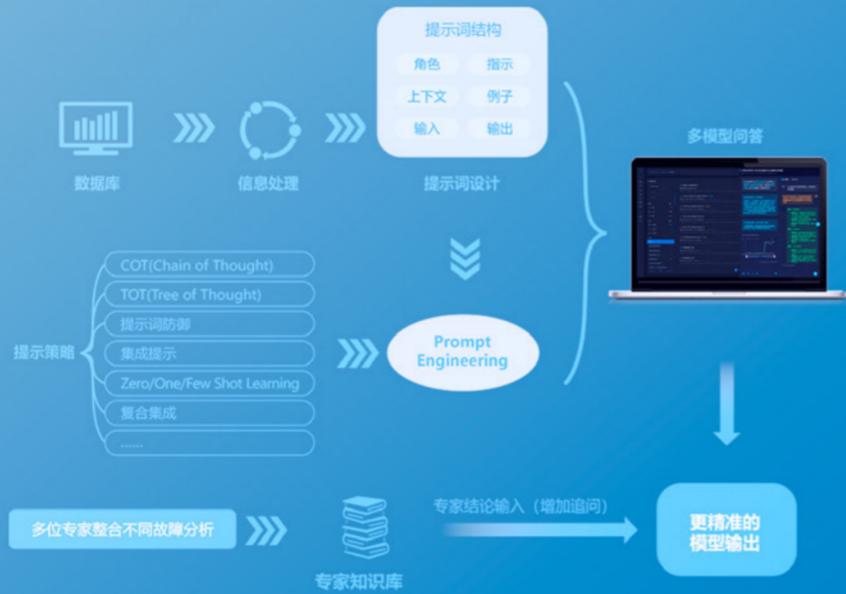 提示词结构
角色
指示
上下文
例子
输入
输出
数据库
信息处理
提示词设计
多模型问答
提示策略
COT(Chain of Thought)
TOT(Tree of Thought)
提示词防御
集成提示
Zero/One/Few Shot Learning
复合集成
......
Prompt
Engineering
多位专家整合不同故障分析
专家知识库
专家结论输入（增加追问）
更精准的
模型输出